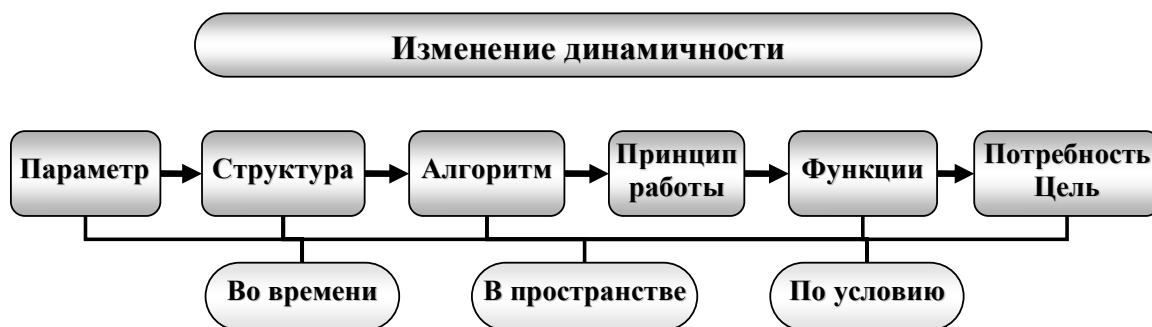 Изменение динамичности
Параметр
Структура
Алгоритм
Принцип
работы
Функции
Потребность
Цель
Во времени
В пространстве
По условию